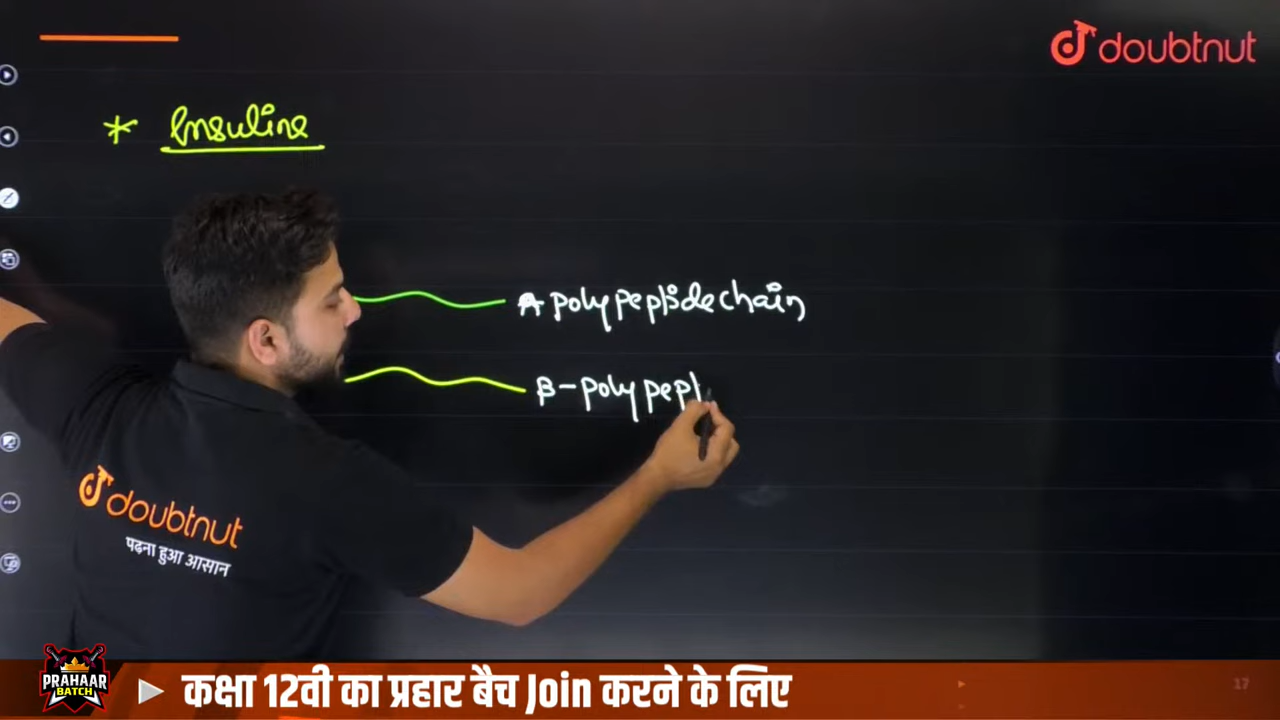 doubtnut
* Insuline
A polypeptide chain
B-polypept
doubtnut
पढ़ना हुआ आसान
PRAHAAR
BATCH
कक्षा 12वी का प्रहार बैच Join करने के लिए
17